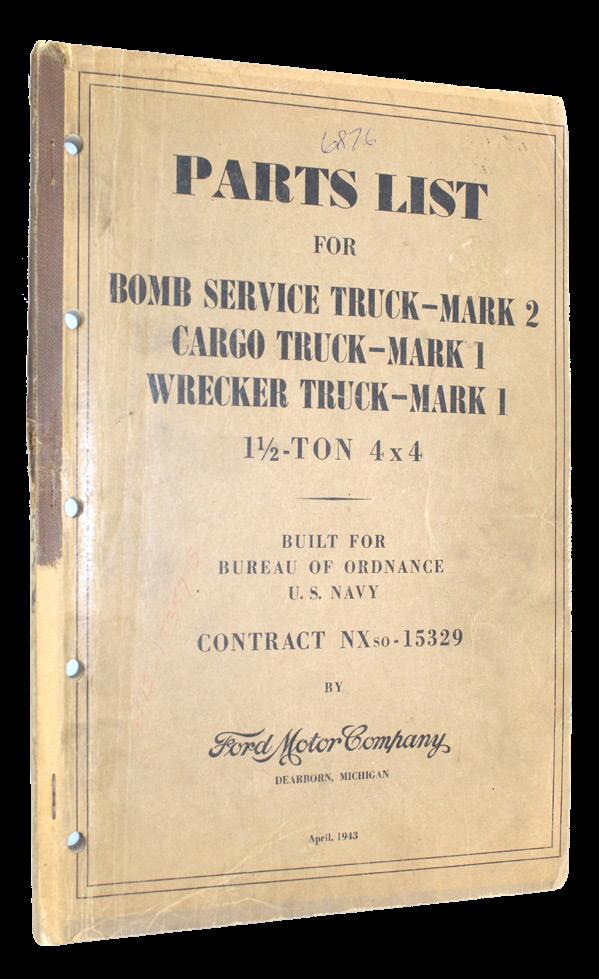 6876
PARTS LIST
FOR
BOMB SERVICE TRUCK-MARK 2
CARGO TRUCK-MARK 1
WRECKER TRUCK-MARK 1
1½-TON 4x4
BUILT FOR
BUREAU OF ORDNANCE
U. S. NAVY
CONTRACT NXso-15329
BY
Ford Motor Company
DEARBORN, MICHIGAN
April, 1943